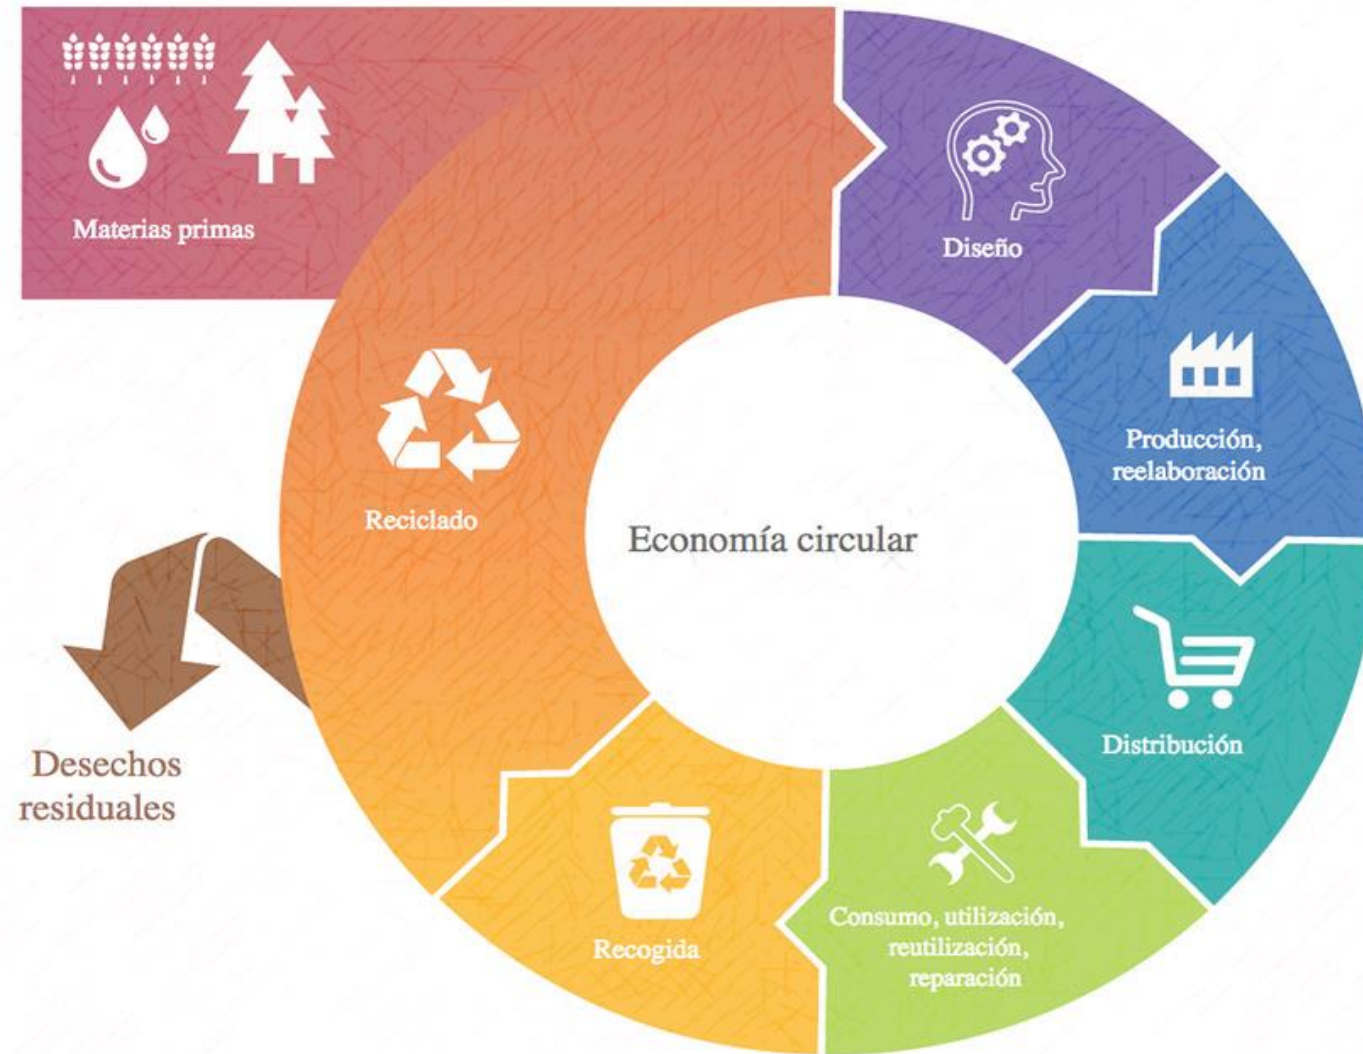 Materias primas
Diseño
Producción,
reelaboración
Reciclado
Economía circular
Distribución
Desechos
residuales
Consumo, utilización,
reutilización,
reparación
Recogida